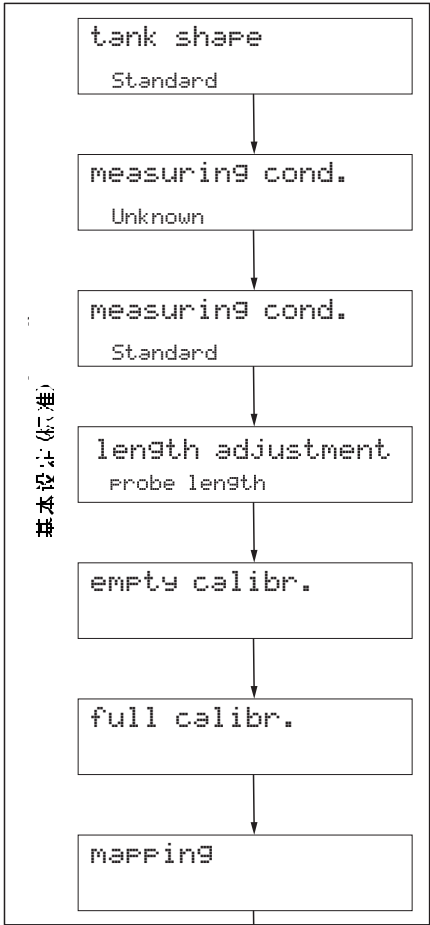 tank shape
Standard
measuring cond.
Unknown
measuring cond.
Standard
length adjustment
probe length
empty calibr.
full calibr.
mapping
基本设定 (标准)